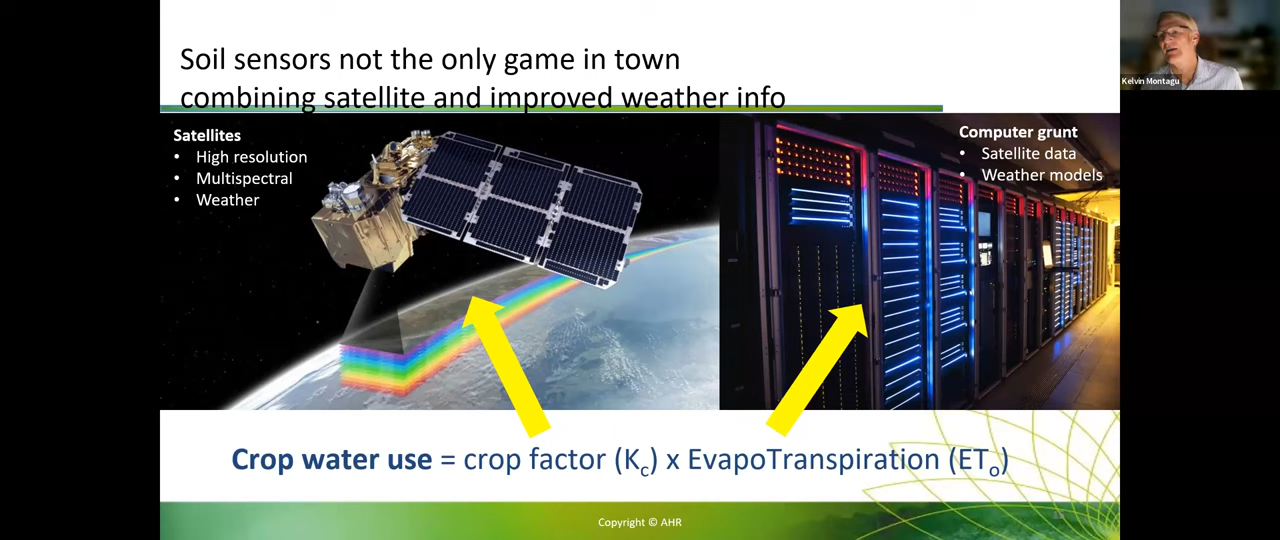 Soil sensors not the only game in town
combining satellite and improved weather info
Kelvin Montagu
Satellites
• High resolution
• Multispectral
• Weather
Computer grunt
• Satellite data
• Weather models
Crop water use = crop factor (Kc) x EvapoTranspiration (ETo)
Copyright © AHR